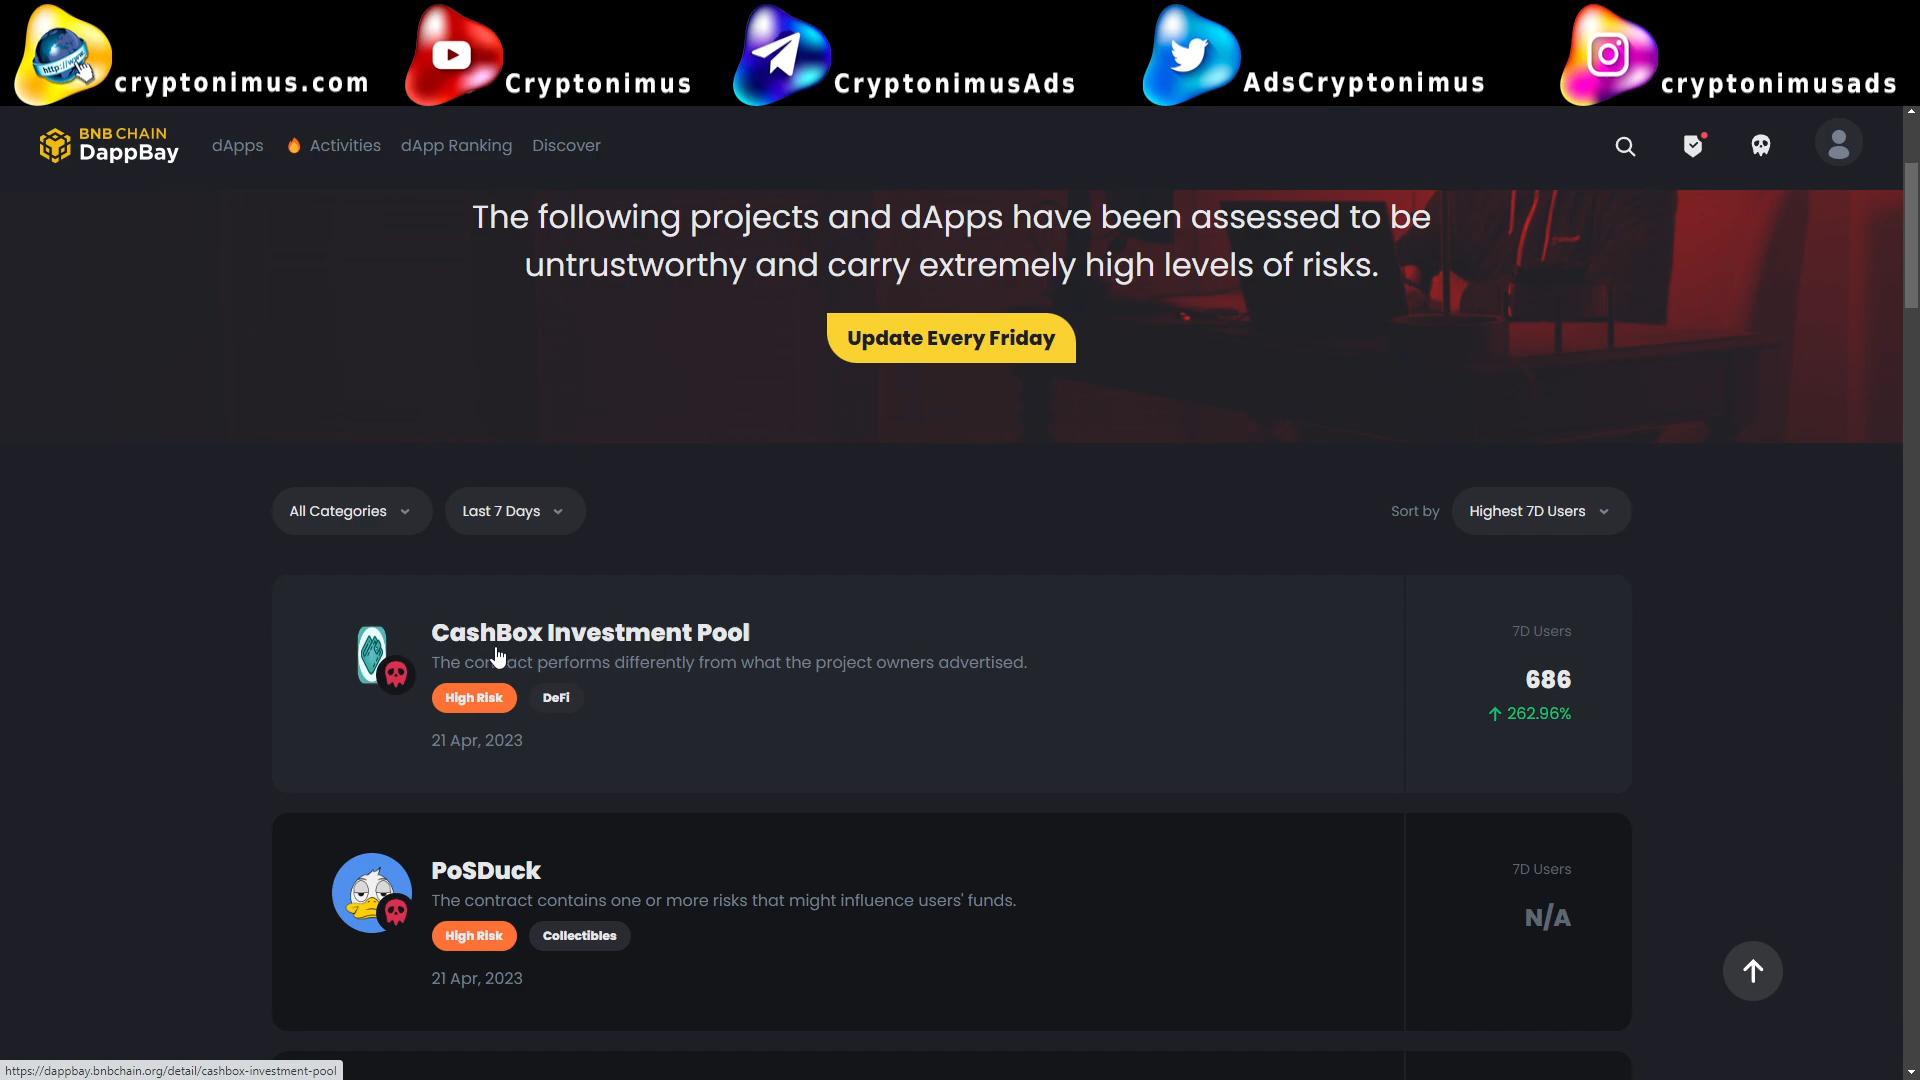 http://www
cryptonimus.com
Cryptonimus
CryptonimusAds
AdsCryptonimus
cryptonimusads
BNB CHAIN
DappBay
dApps
Activities
dApp Ranking
Discover
The following projects and dApps have been assessed to be
untrustworthy and carry extremely high levels of risks.
Update Every Friday
All Categories
Last 7 Days
Sort by
Highest 7D Users
CashBox Investment Pool
The contract performs differently from what the project owners advertised.
High Risk
DeFi
21 Apr, 2023
7D Users
686
262.96%
PoSDuck
The contract contains one or more risks that might influence users' funds.
High Risk
Collectibles
21 Apr, 2023
7D Users
N/A
https://dappbay.bnbchain.org/detail/cashbox-investment-pool